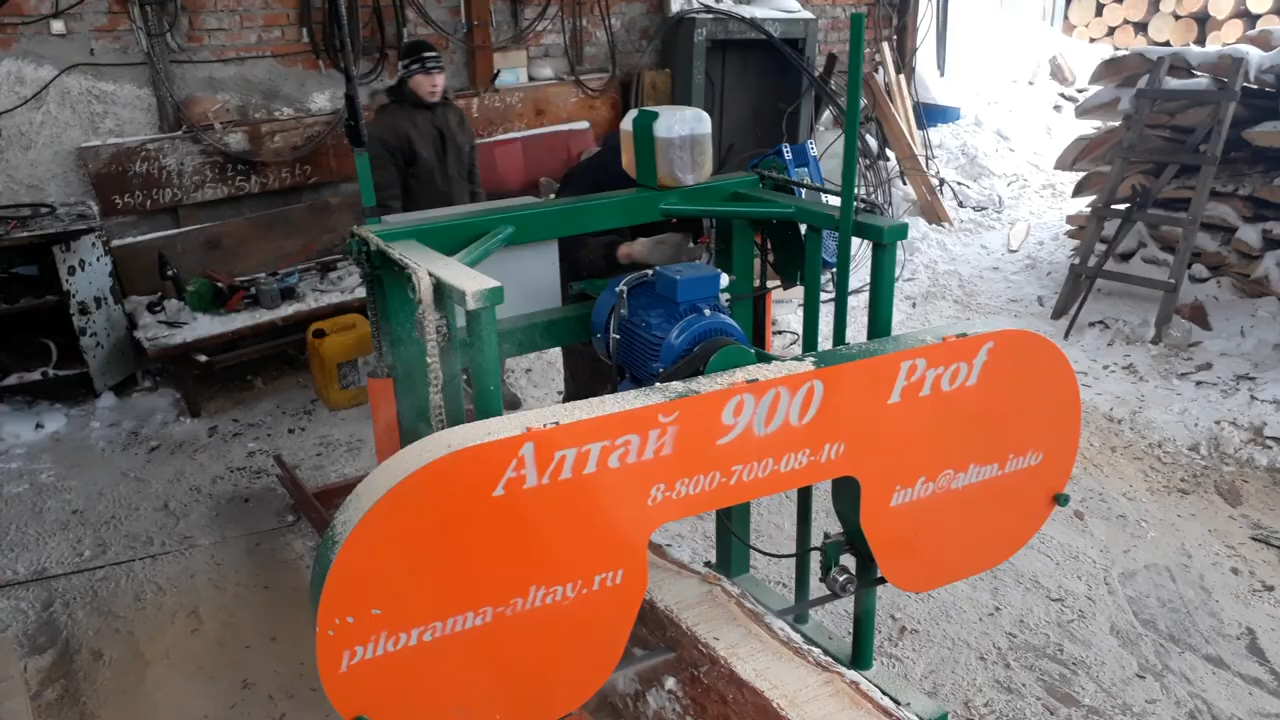 Алтай 900 Prof
8-800-700-08-40
info@altm.info
pilorama-altay.ru